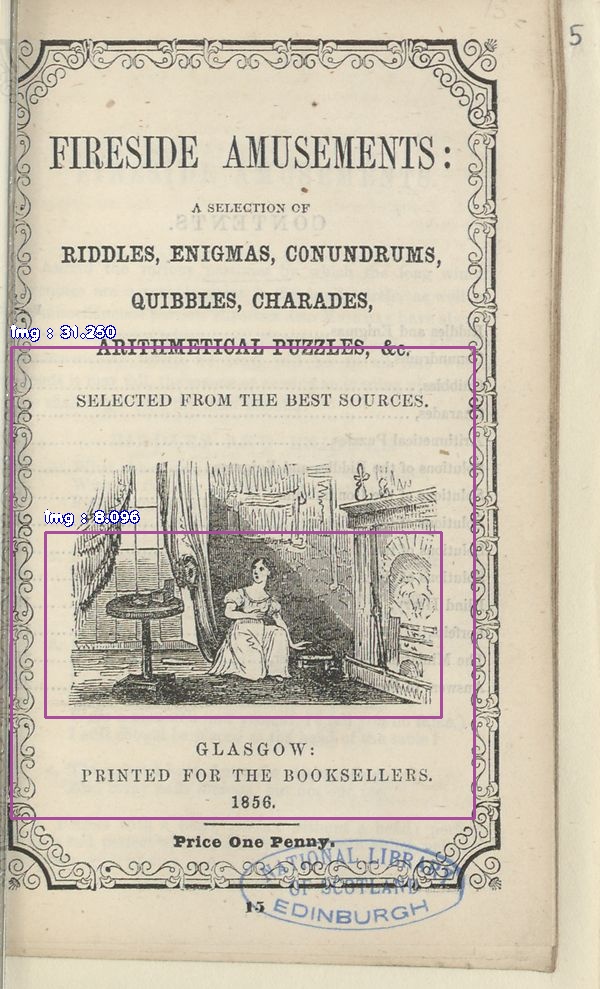 5
FIRESIDE AMUSEMENTS:
A SELECTION OF
RIDDLES, ENIGMAS, CONUNDRUMS,
QUIBBLES, CHARADES,
img : 31.250
ARITHMETICAL PUZZLES, &c.
SELECTED FROM THE BEST SOURCES.
img : 8.096
GLASGOW:
PRINTED FOR THE BOOKSELLERS.
1856.
Price One Penny.
NATIONAL LIBRARY
OF SCOTLAND
EDINBURGH
15